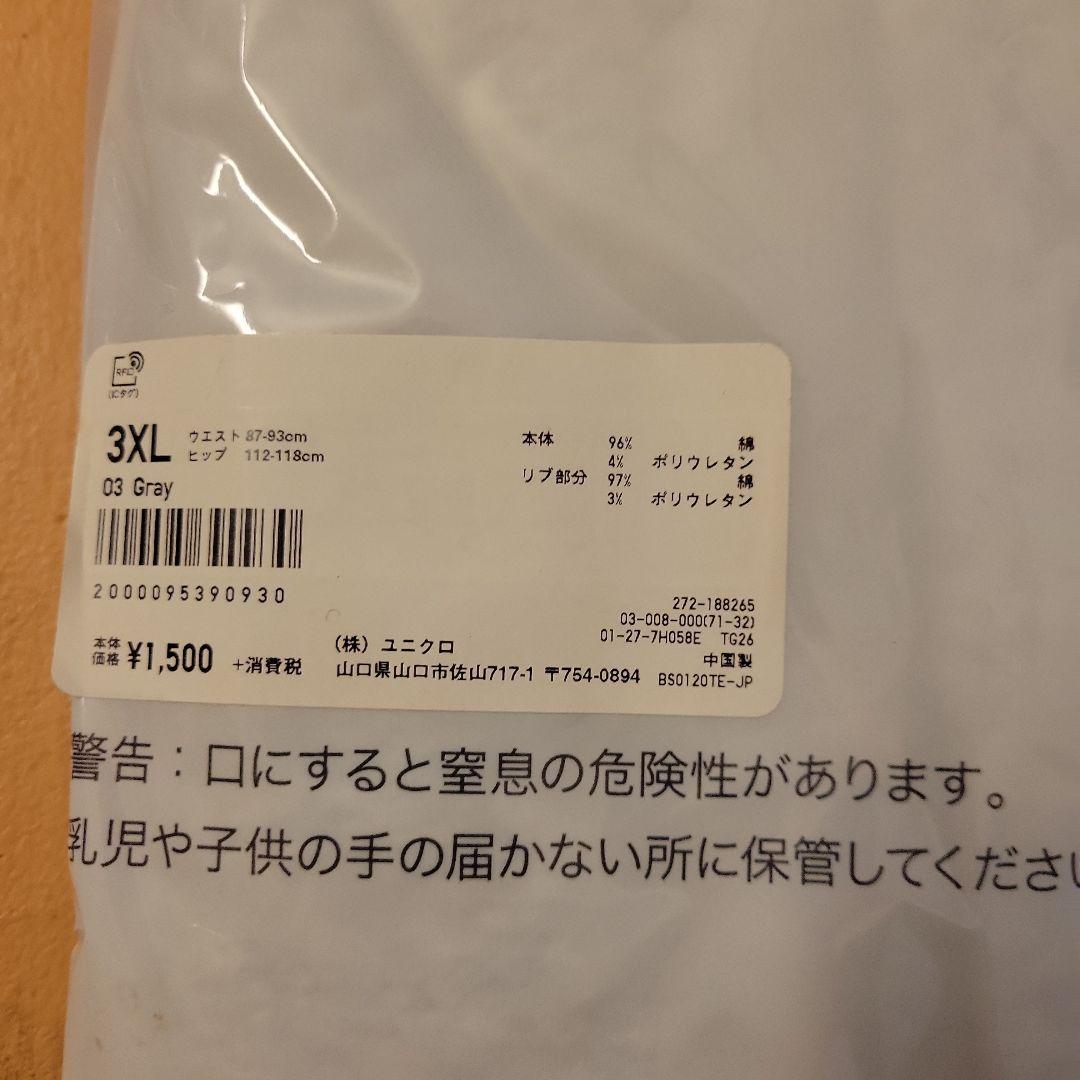 RFID
(ICタグ)
3XL ウエスト 87-93cm
ヒップ 112-118cm
03 Gray
2000095390930
本体価格 ¥1,500 +消費税
本体 96% 綿
4% ポリウレタン
リブ部分 97% 綿
3% ポリウレタン
272-188265
03-008-000(71-32)
01-27-7H058E TG26
中国製
BS0120TE-JP
(株) ユニクロ
山口県山口市佐山717-1 〒754-0894
警告：口にすると窒息の危険性があります。
乳児や子供の手の届かない所に保管してくださ